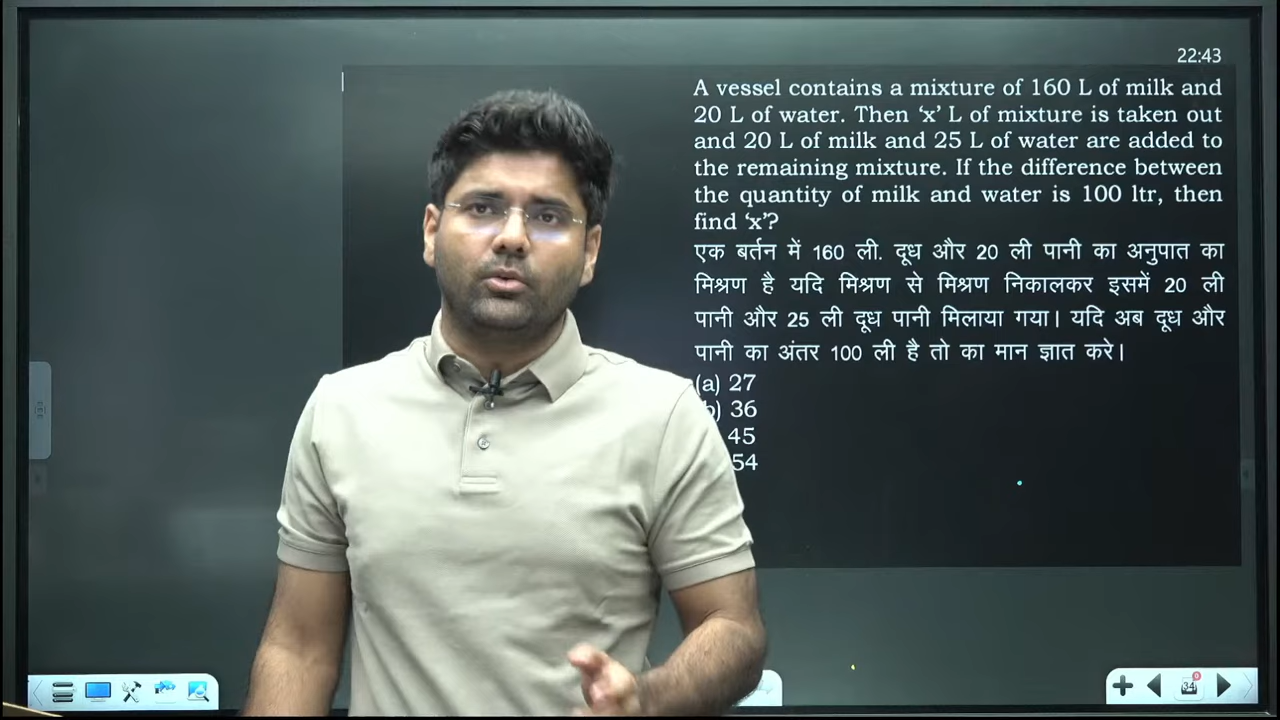 22:43
A vessel contains a mixture of 160 L of milk and
20 L of water. Then ‘x’ L of mixture is taken out
and 20 L of milk and 25 L of water are added to
the remaining mixture. If the difference between
the quantity of milk and water is 100 ltr, then
find ‘x’?
एक बर्तन में 160 ली. दूध और 20 ली पानी का अनुपात का
मिश्रण है यदि मिश्रण से मिश्रण निकालकर इसमें 20 ली
पानी और 25 ली दूध पानी मिलाया गया। यदि अब दूध और
पानी का अंतर 100 ली है तो का मान ज्ञात करे।
(a) 27
b) 36
45
54
34
0